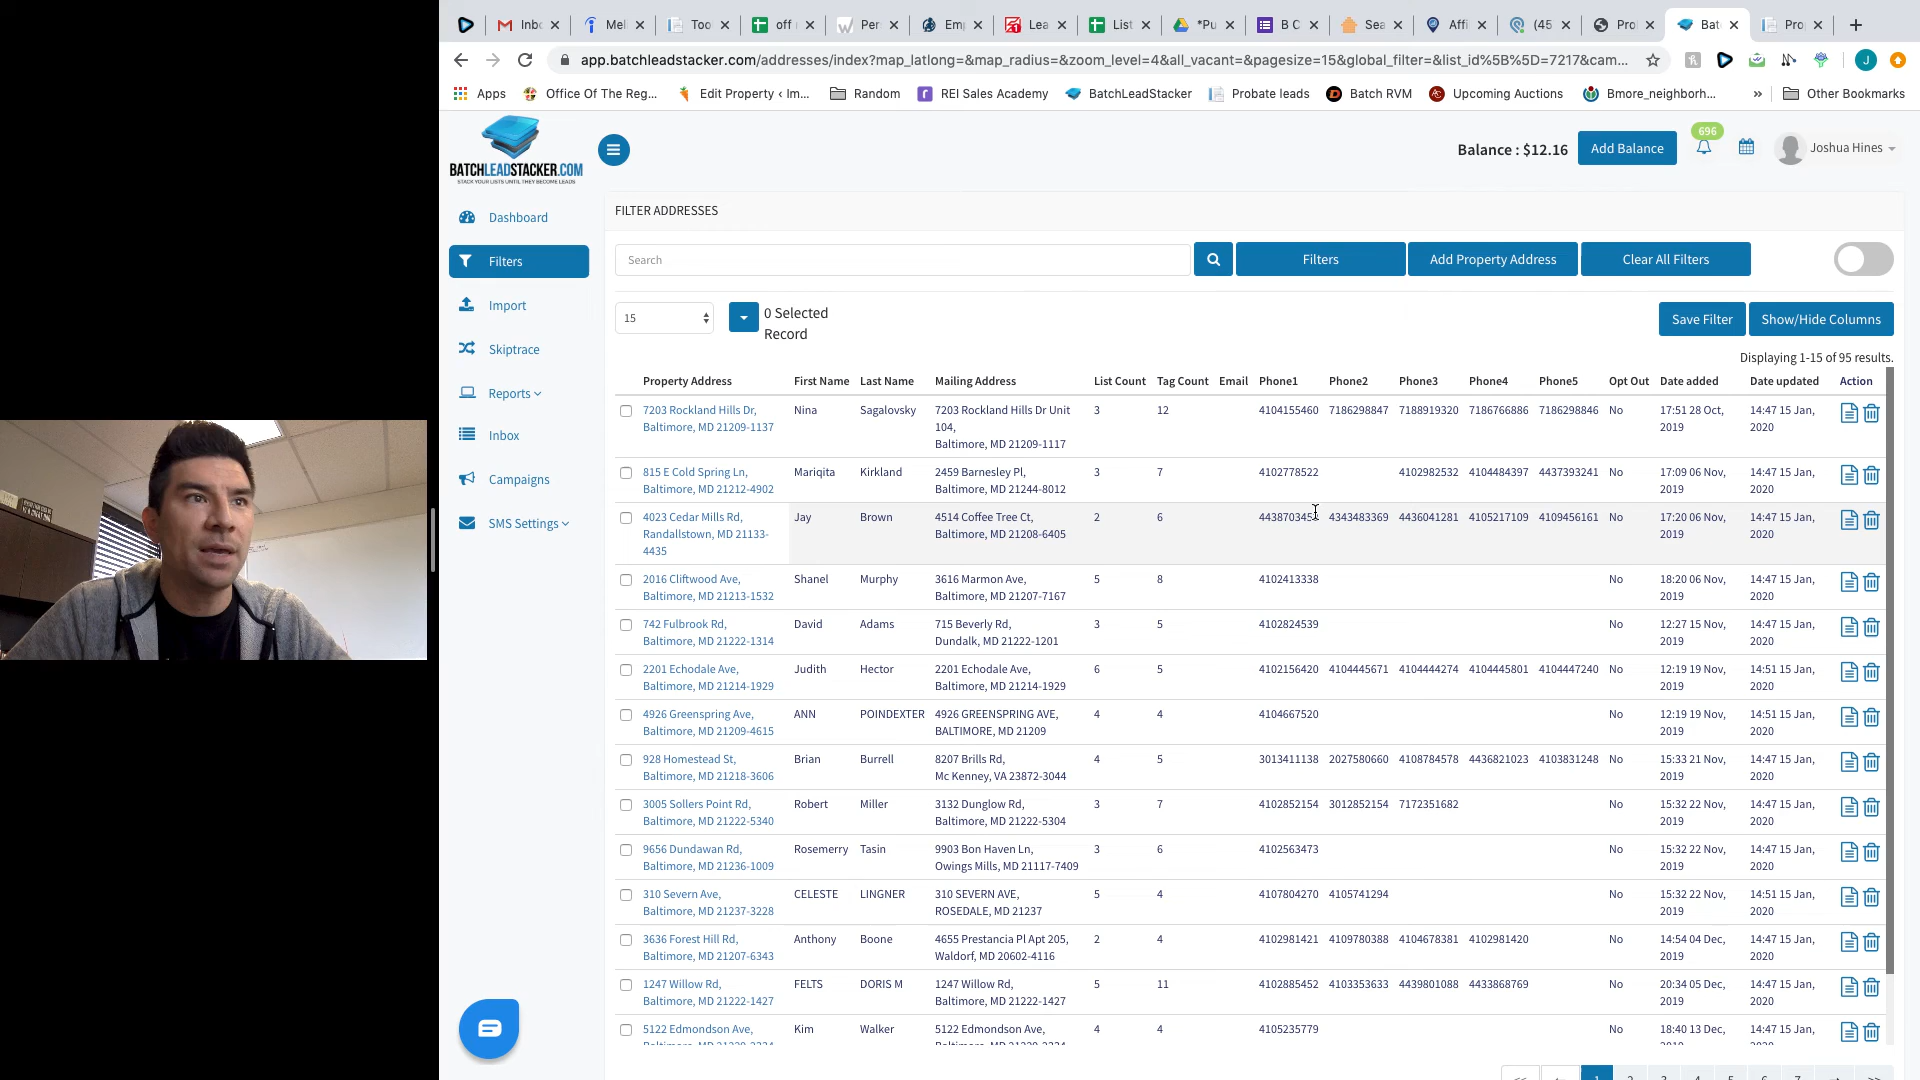 Inbo
Mel
Too
off
Per
Emp
Lea
List
*Pu
B C
Sea
Affi
(45
Pro
Bat
Pro
app.batchleadstacker.com/addresses/index?map_latlong=&map_radius=&zoom_level=4&all_vacant=&pagesize=15&global_filter=&list_id%5B%5D=7217&cam...
J
Apps
Office Of The Reg...
Edit Property ‹ Im...
Random
REI Sales Academy
BatchLeadStacker
Probate leads
Batch RVM
Upcoming Auctions
Bmore_neighborh...
»
Other Bookmarks
BATCHLEADSTACKER.COM
STACK YOUR LISTS UNTIL THEY BECOME LEADS
Balance : $12.16
Add Balance
696
Joshua Hines
Dashboard
Filters
Import
Skiptrace
Reports
Inbox
Campaigns
SMS Settings
FILTER ADDRESSES
Search
Filters
Add Property Address
Clear All Filters
15
0 Selected
Record
Save Filter
Show/Hide Columns
Displaying 1-15 of 95 results.
Property Address First Name Last Name Mailing Address List Count Tag Count Email Phone1 Phone2 Phone3 Phone4 Phone5 Opt Out Date added Date updated Action
7203 Rockland Hills Dr, Nina Sagalovsky 7203 Rockland Hills Dr Unit 3 12 4104155460 7186298847 7188919320 7186766886 7186298846 No 17:51 28 Oct, 14:47 15 Jan,
Baltimore, MD 21209-1137 104, 2019 2020
Baltimore, MD 21209-1117
815 E Cold Spring Ln, Mariqita Kirkland 2459 Barnesley Pl, 3 7 4102778522 4102982532 4104484397 4437393241 No 17:09 06 Nov, 14:47 15 Jan,
Baltimore, MD 21212-4902 Baltimore, MD 21244-8012 2019 2020
4023 Cedar Mills Rd, Jay Brown 4514 Coffee Tree Ct, 2 6 4343483369 4436041281 4105217109 4109456161 No 17:20 06 Nov, 14:47 15 Jan,
Randallstown, MD 21133- Baltimore, MD 21208-6405 2019 2020
4435
2016 Cliftwood Ave, Shanel Murphy 3616 Marmon Ave, 5 8 4102413338 No 18:20 06 Nov, 14:47 15 Jan,
Baltimore, MD 21213-1532 Baltimore, MD 21207-7167 2019 2020
742 Fulbrook Rd, David Adams 715 Beverly Rd, 3 5 4102824539 No 12:27 15 Nov, 14:47 15 Jan,
Baltimore, MD 21222-1314 Dundalk, MD 21222-1201 2019 2020
2201 Echodale Ave, Judith Hector 2201 Echodale Ave, 6 5 4102156420 4104445671 4104444274 4104445801 4104447240 No 12:19 19 Nov, 14:51 15 Jan,
Baltimore, MD 21214-1929 Baltimore, MD 21214-1929 2019 2020
4926 Greenspring Ave, ANN POINDEXTER 4926 GREENSPRING AVE, 4 4 4104667520 No 12:19 19 Nov, 14:51 15 Jan,
Baltimore, MD 21209-4615 BALTIMORE, MD 21209 2019 2020
928 Homestead St, Brian Burrell 8207 Brills Rd, 4 5 3013411138 2027580660 4108784578 4436821023 4103831248 No 15:33 21 Nov, 14:47 15 Jan,
Baltimore, MD 21218-3606 Mc Kenney, VA 23872-3044 2019 2020
3005 Sollers Point Rd, Robert Miller 3132 Dunglow Rd, 3 7 4102852154 3012852154 7172351682 No 15:32 22 Nov, 14:47 15 Jan,
Baltimore, MD 21222-5340 Baltimore, MD 21222-5304 2019 2020
9656 Dundawan Rd, Rosemerry Tasin 9903 Bon Haven Ln, 3 6 4102563473 No 15:32 22 Nov, 14:47 15 Jan,
Baltimore, MD 21236-1009 Owings Mills, MD 21117-7409 2019 2020
310 Severn Ave, CELESTE LINGNER 310 SEVERN AVE, 5 4 4107804270 4105741294 No 15:32 22 Nov, 14:51 15 Jan,
Baltimore, MD 21237-3228 ROSEDALE, MD 21237 2019 2020
3636 Forest Hill Rd, Anthony Boone 4655 Prestancia Pl Apt 205, 2 4 4102981421 4109780388 4104678381 4102981420 No 14:54 04 Dec, 14:47 15 Jan,
Baltimore, MD 21207-6343 Waldorf, MD 20602-4116 2019 2020
1247 Willow Rd, FELTS DORIS M 1247 Willow Rd, 5 11 4102885452 4103353633 4439801088 4433868769 No 20:34 05 Dec, 14:47 15 Jan,
Baltimore, MD 21222-1427 Baltimore, MD 21222-1427 2019 2020
5122 Edmondson Ave, Kim Walker 5122 Edmondson Ave, 4 4 4105235779 No 18:40 13 Dec, 14:47 15 Jan,